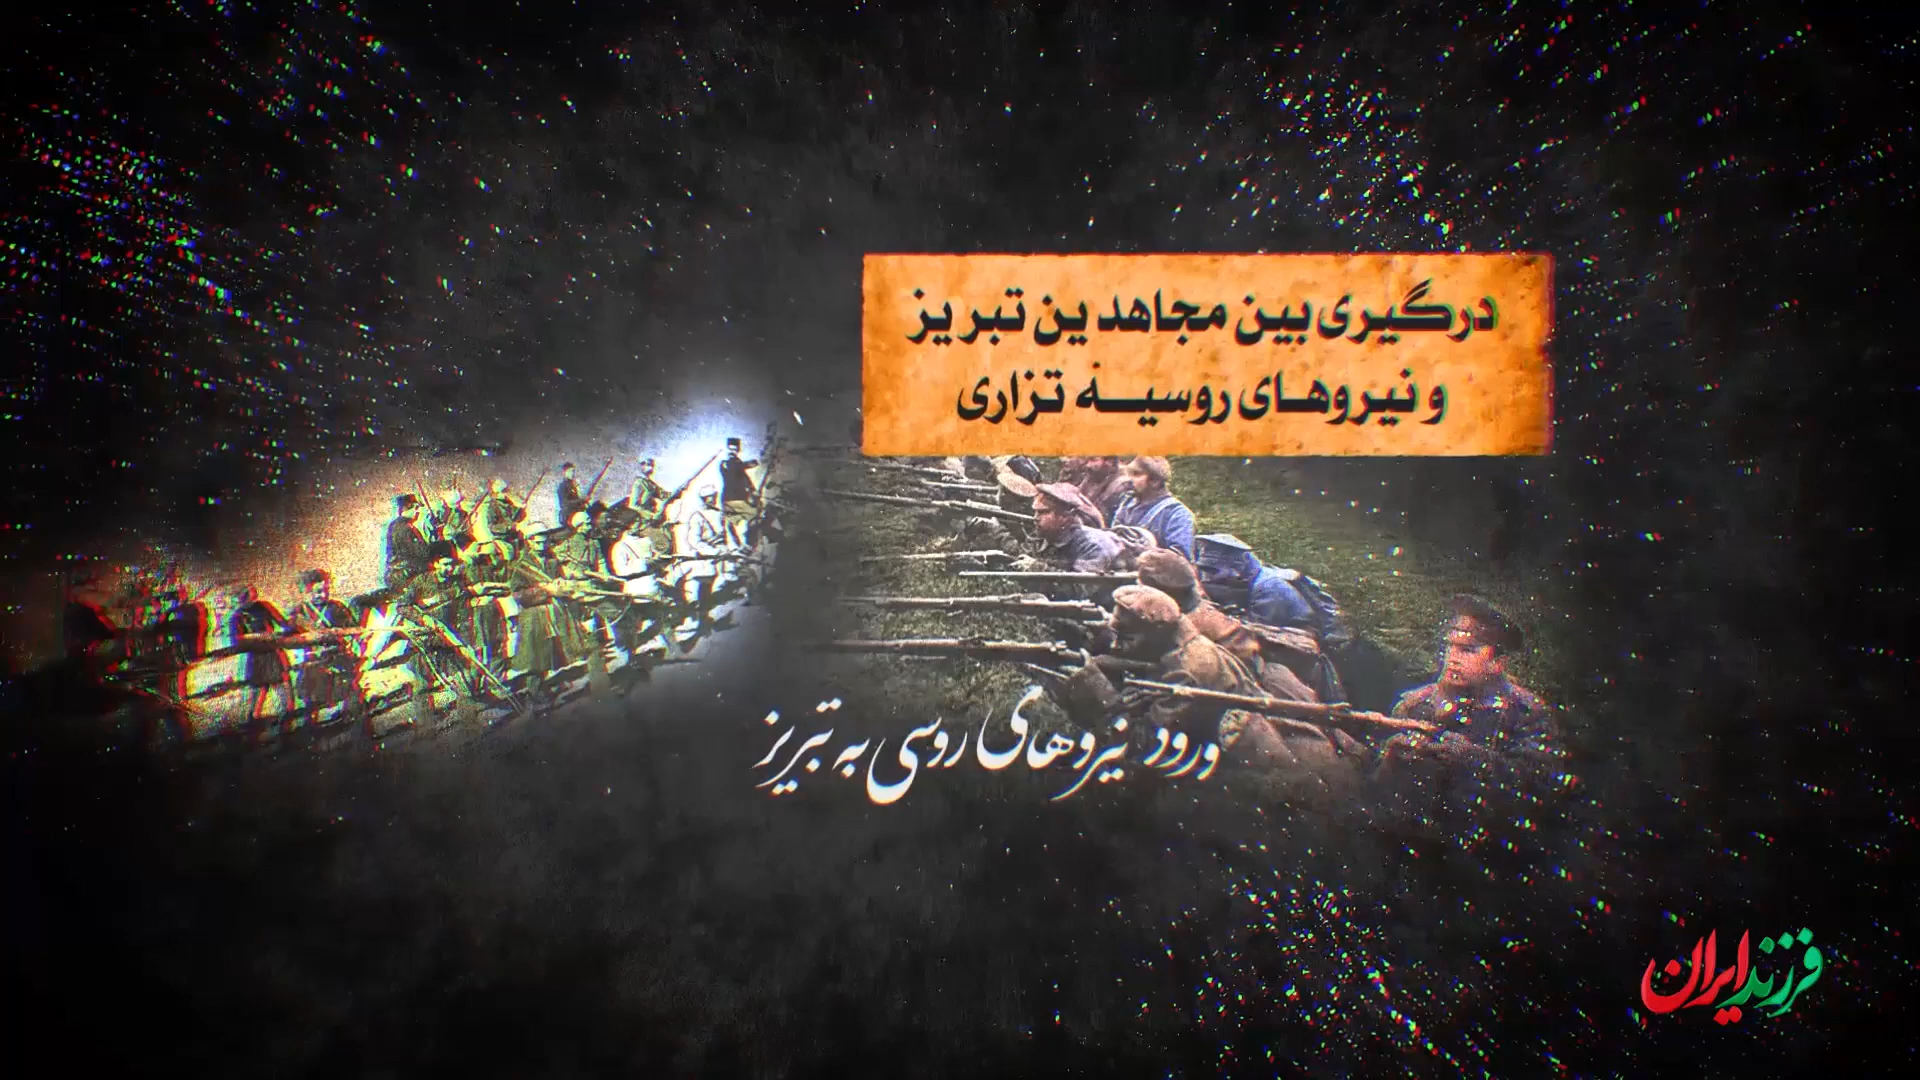 درگیری بین مجاهدین تبریز
و نیروهای روسیه تزاری
ورود نیروهای روسی به تبریز
فرزند ایران